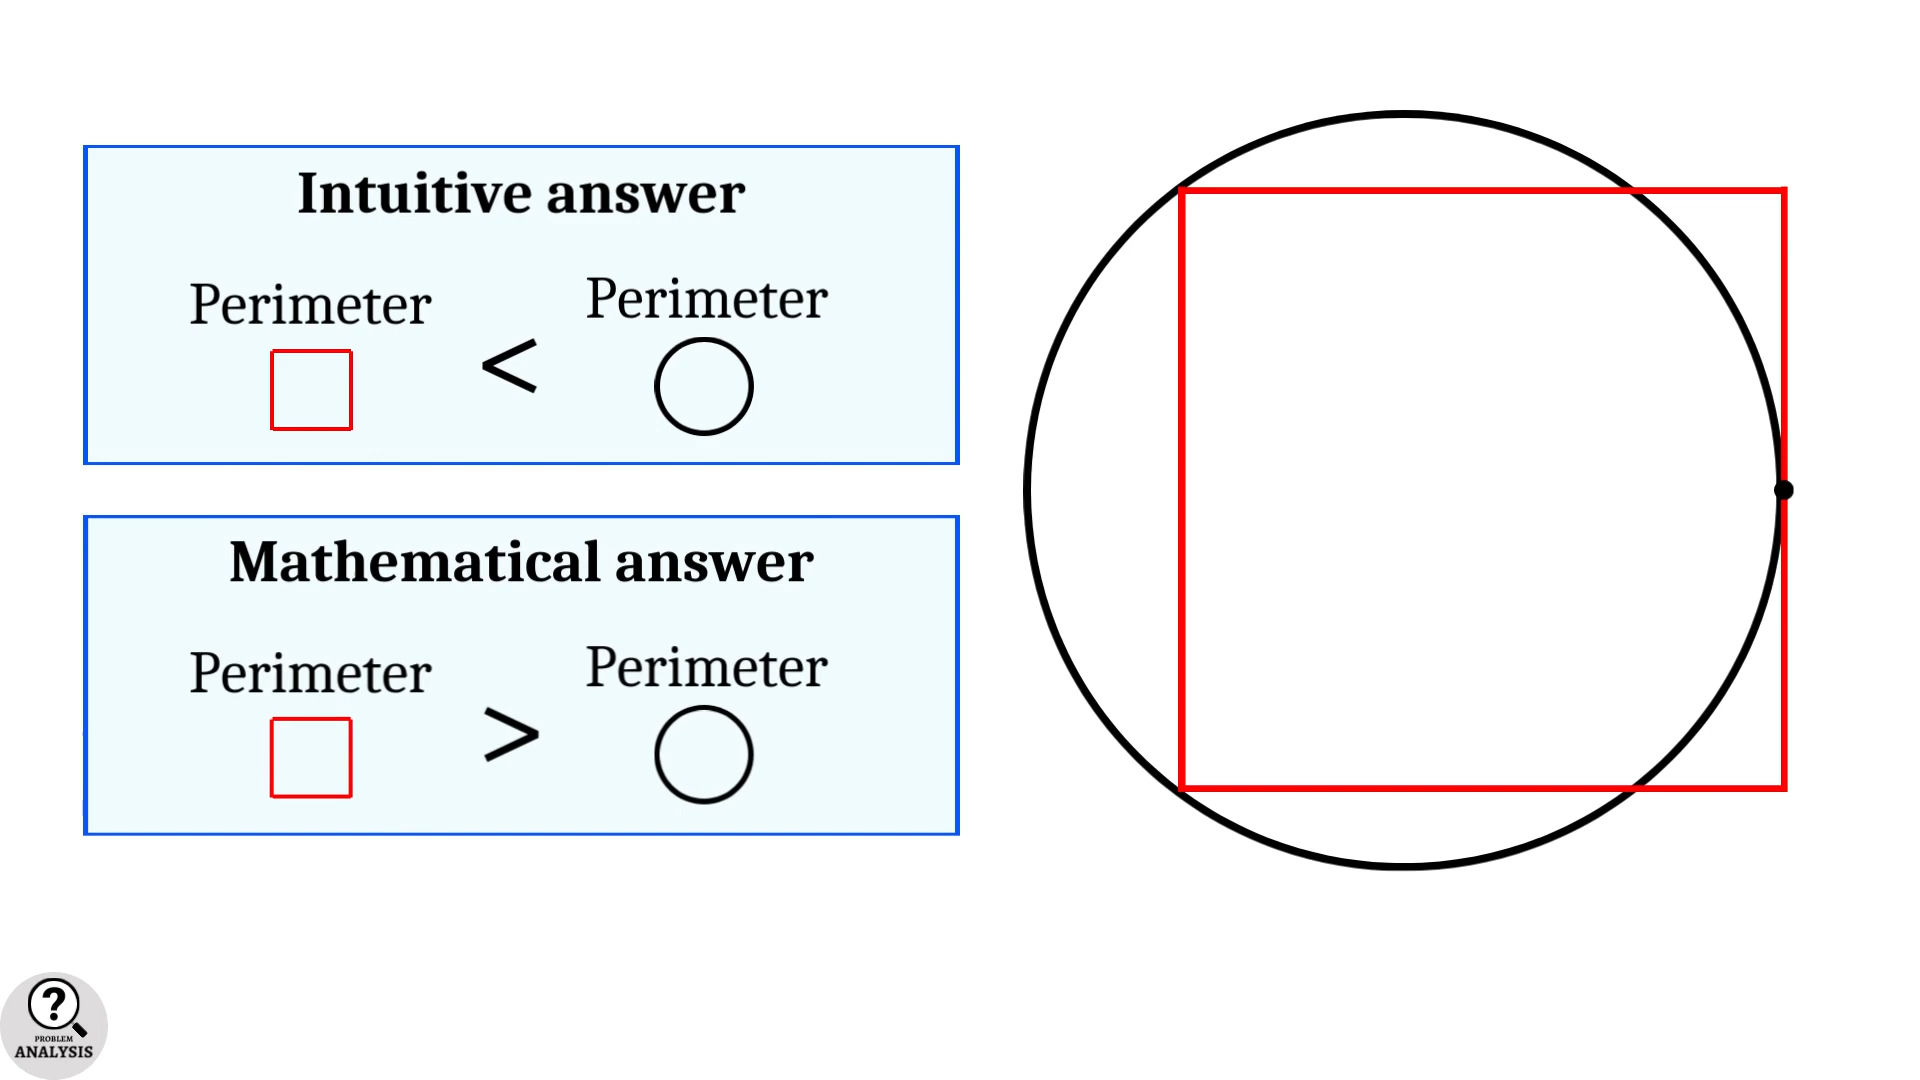 Intuitive answer
Perimeter < Perimeter
Mathematical answer
Perimeter > Perimeter
?
PROBLEM
ANALYSIS